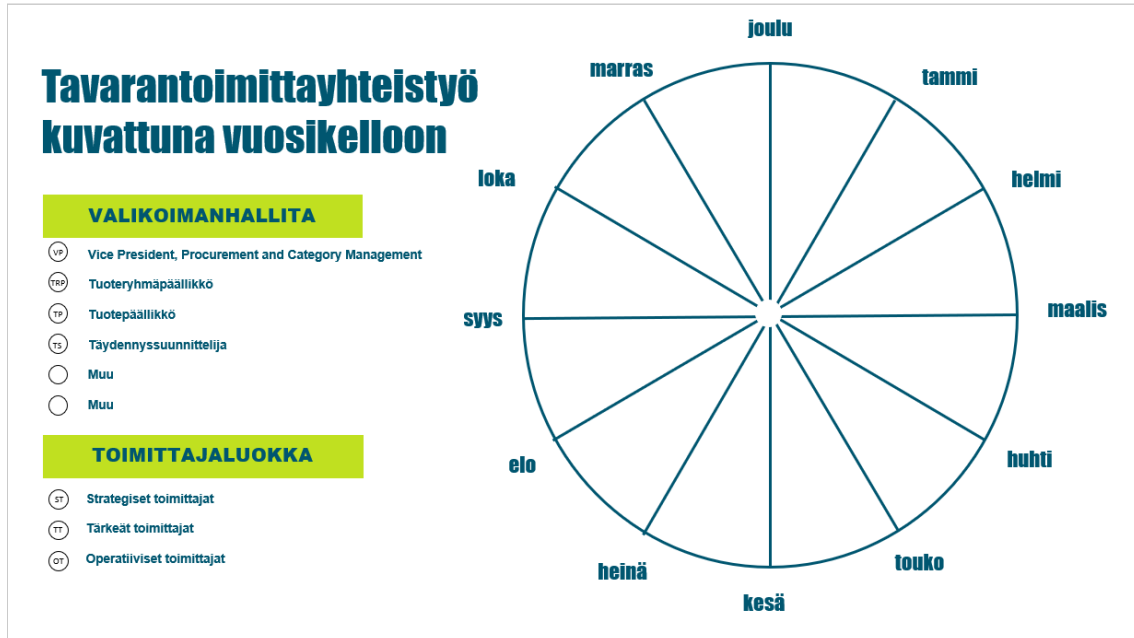 Tavarantoimittayhteistyö
kuvattuna vuosikelloon
VALIKOIMANHALLITA
VP Vice President, Procurement and Category Management
TRP Tuoteryhmäpäällikkö
TP Tuotepäällikkö
TS Täydennyssuunnittelija
Muu
Muu
TOIMITTAJALUOKKA
ST Strategiset toimittajat
TT Tärkeät toimittajat
OT Operatiiviset toimittajat
joulu
tammi
helmi
maalis
huhti
touko
kesä
heinä
elo
syys
loka
marras